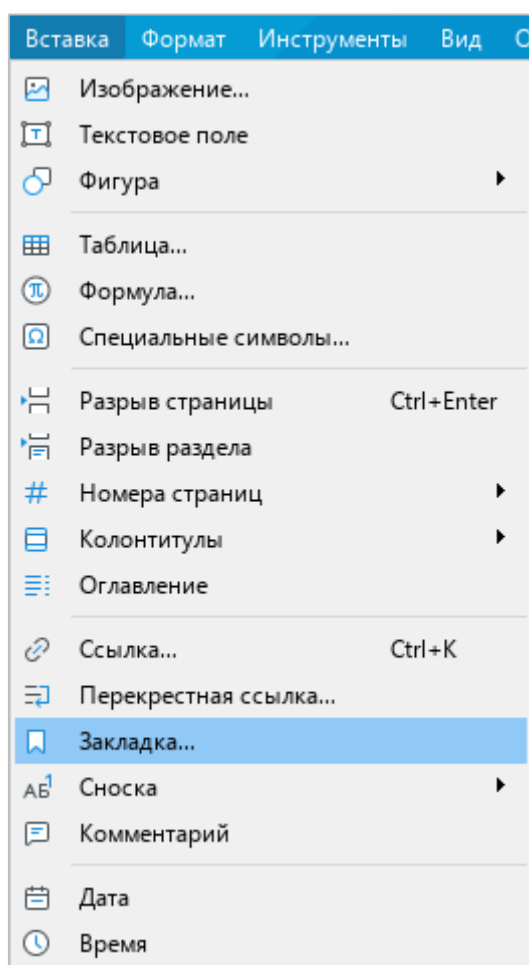 Вставка Формат Инструменты Вид
Изображение...
Текстовое поле
Фигура
Таблица...
Формула...
Специальные символы...
Разрыв страницы Ctrl+Enter
Разрыв раздела
Номера страниц
Колонтитулы
Оглавление
Ссылка... Ctrl+K
Перекрестная ссылка...
Закладка...
Сноска
Комментарий
Дата
Время